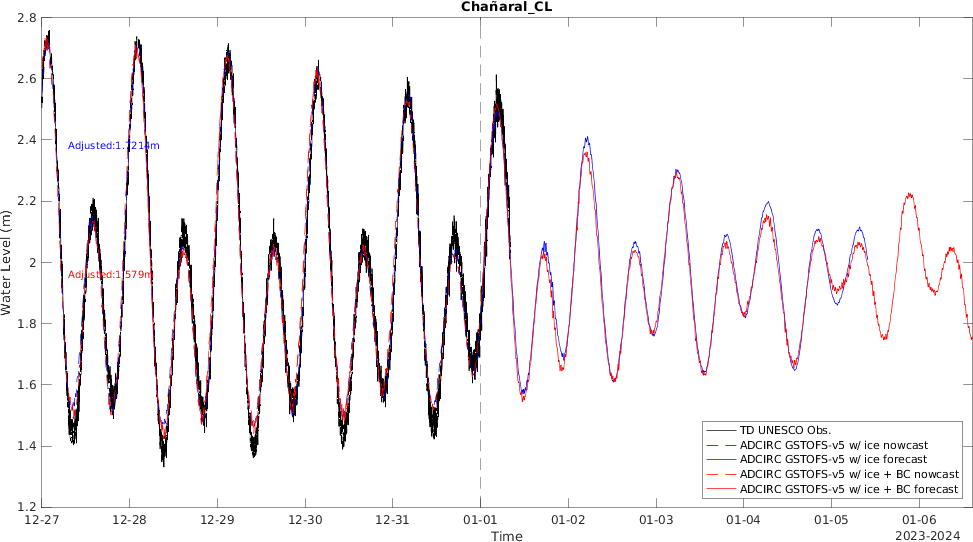 Chañaral_CL
2.8
2.6
2.4
2.2
2
1.8
1.6
1.4
1.2
Water Level (m)
Adjusted:1.7214m
Adjusted:1.579m
TD UNESCO Obs.
ADCIRC GSTOFS-v5 w/ ice nowcast
ADCIRC GSTOFS-v5 w/ ice forecast
ADCIRC GSTOFS-v5 w/ ice + BC nowcast
ADCIRC GSTOFS-v5 w/ ice + BC forecast
12-27 12-28 12-29 12-30 12-31 01-01 01-02 01-03 01-04 01-05 01-06
Time
2023-2024